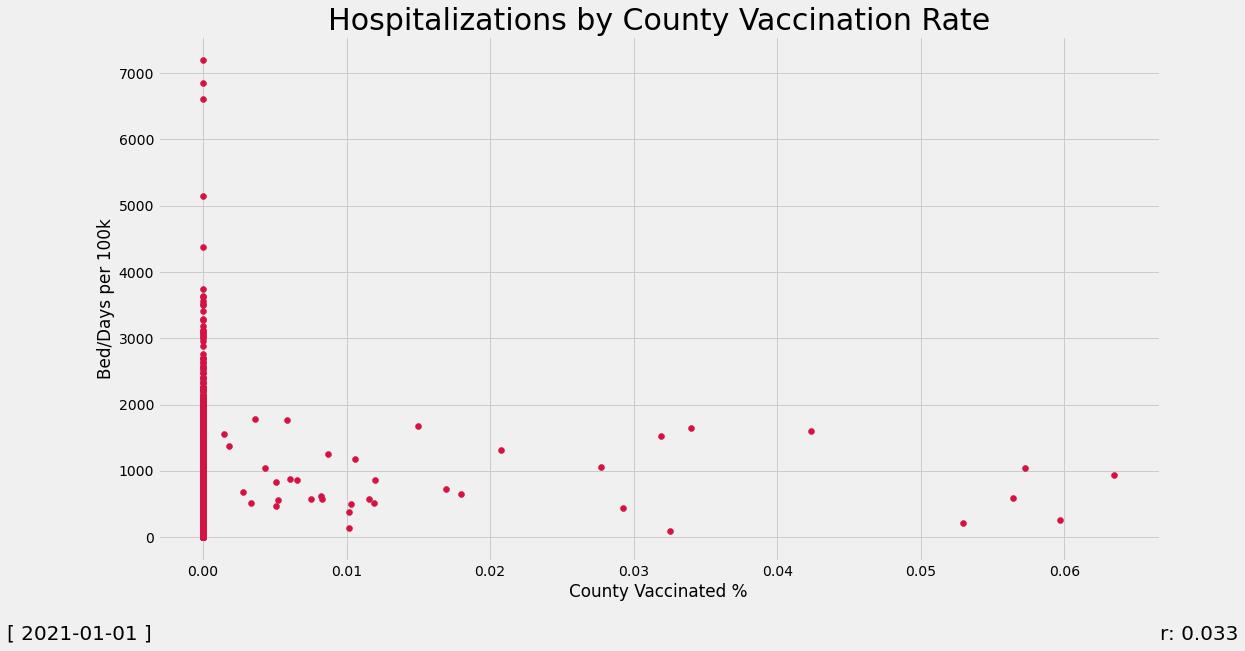 Hospitalizations by County Vaccination Rate
7000
6000
5000
4000
3000
2000
1000
0
Bed/Days per 100k
0.00 0.01 0.02 0.03 0.04 0.05 0.06
County Vaccinated %
[ 2021-01-01 ] r: 0.033